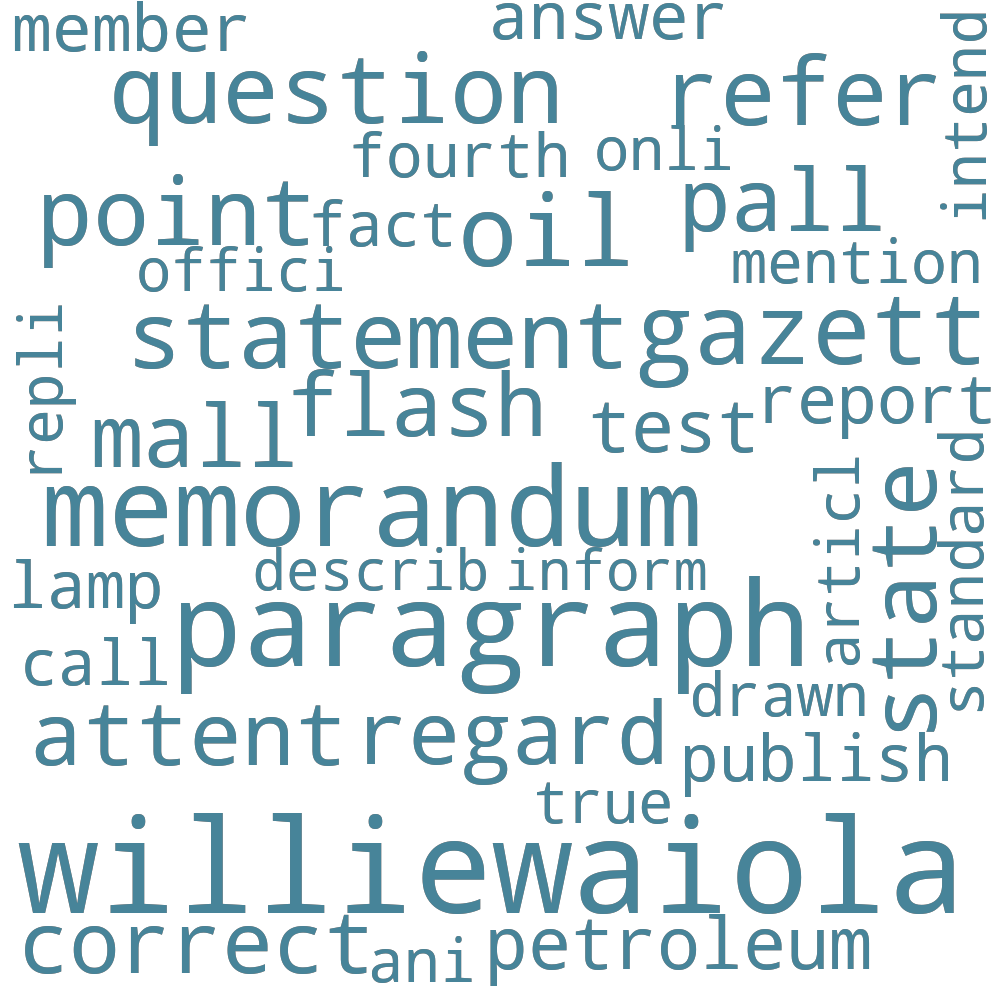 member
answer
question
refer
intend
fourth
onli
point
fact
oil
pall
offici
mention
repli
statement
gazett
flash
report
mall
test
memorandum
articl
state
standard
lamp
describ
inform
paragraph
call
drawn
attent
regard
publish
true
williewaiola
correct
ani
petroleum